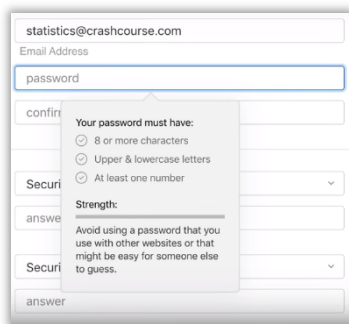 statistics@crashcourse.com
Email Address
password
confir
Your password must have:
8 or more characters
Upper & lowercase letters
At least one number
Strength:
Avoid using a password that you
use with other websites or that
might be easy for someone else
to guess.
Securi
answe
Securi
answer